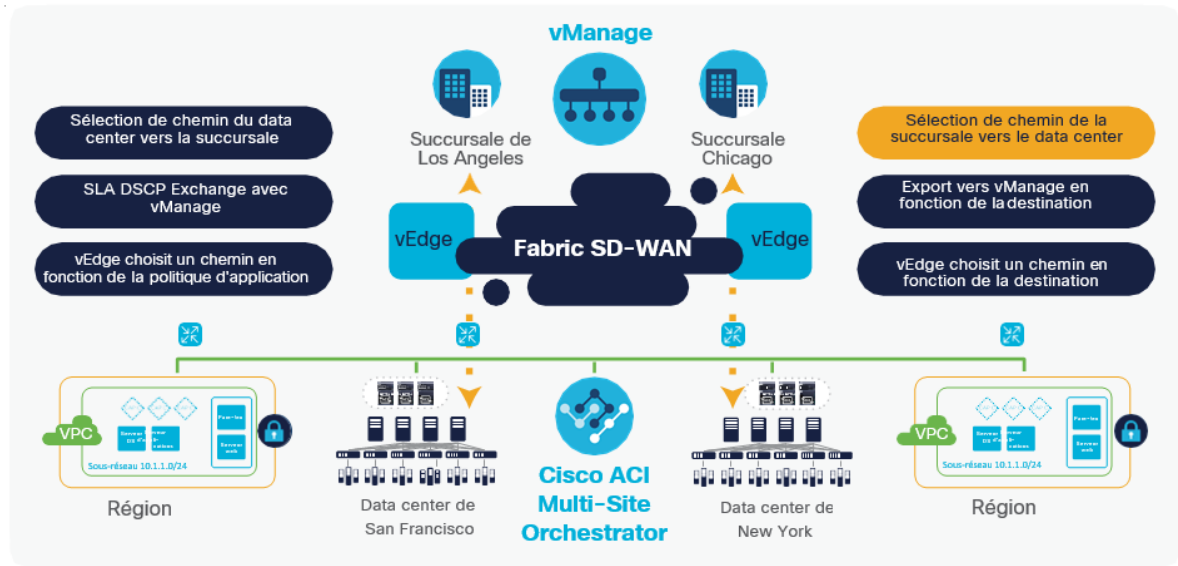 vManage
Succursale de
Los Angeles
Succursale
Chicago
Sélection de chemin du data
center vers la succursale
SLA DSCP Exchange avec
vManage
vEdge choisit un chemin en
fonction de la politique d'application
Sélection de chemin de la
succursale vers le data center
Export vers vManage en
fonction de la destination
vEdge choisit un chemin en
fonction de la destination
vEdge
Fabric SD-WAN
vEdge
VPC
Serveur
web
Sous-réseau 10.1.1.0/24
Région
Data center de
San Francisco
Cisco ACI
Multi-Site
Orchestrator
Data center de
New York
VPC
Serveur
web
Sous-réseau 10.1.1.0/24
Région